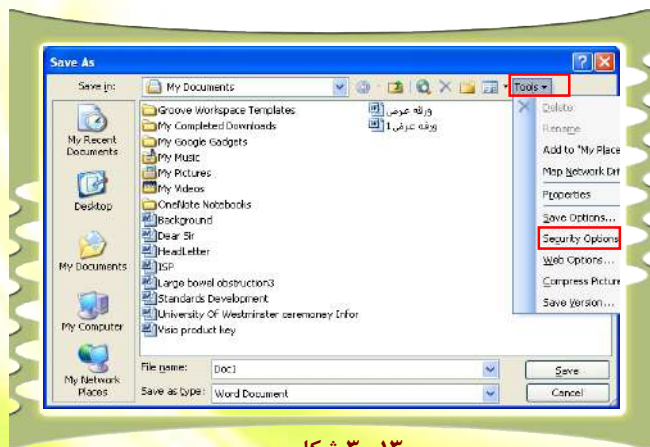 Save As
Save in:
My Documents
Tools
My Recent
Documents
Desktop
My Documents
My Computer
My Network
Places
Groove Workspace Templates
My Completed Downloads
My Google Gadgets
My Music
My Pictures
My Videos
OneNote Notebooks
Background
Dear Sir
HeadLetter
ISP
Large bowel obstruction3
Standards Development
University Of Westminster ceremoney Infor
Visio product key
ورقه عرضى
ورقه عرضى 1
Delete
Rename
Add to "My Place
Map Network Dri
Properties
Save Options...
Security Options
Web Options...
Compress Picture
Save Version...
File name:
Doc1
Save
Save as type:
Word Document
Cancel